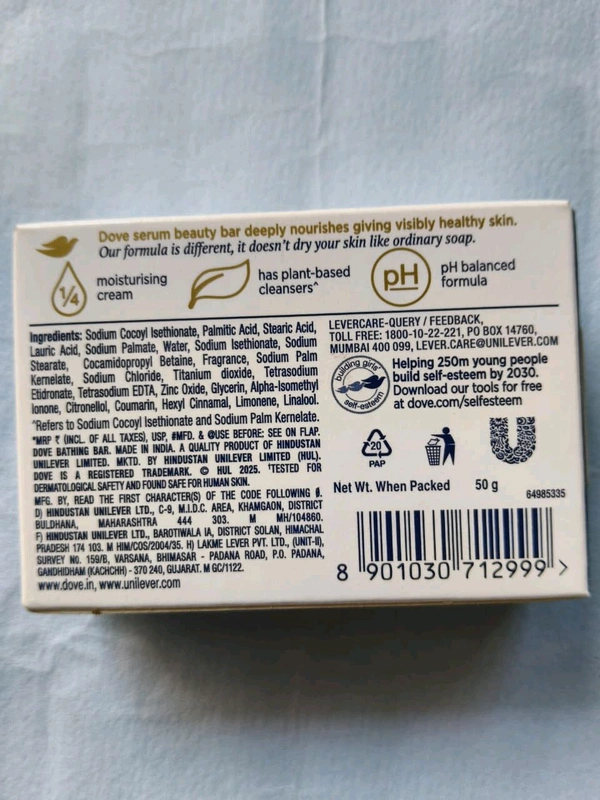 Dove serum beauty bar deeply nourishes giving visibly healthy skin.
Our formula is different, it doesn't dry your skin like ordinary soap.
1/4
moisturising
cream
has plant-based
cleansers^
pH
pH balanced
formula
Ingredients: Sodium Cocoyl Isethionate, Palmitic Acid, Stearic Acid,
Lauric Acid, Sodium Palmate, Water, Sodium Isethionate, Sodium
Stearate, Cocamidopropyl Betaine, Fragrance, Sodium Palm
Kernelate, Sodium Chloride, Titanium dioxide, Tetrasodium
Etidronate, Tetrasodium EDTA, Zinc Oxide, Glycerin, Alpha-Isomethyl
Ionone, Citronellol, Coumarin, Hexyl Cinnamal, Limonene, Linalool.
^Refers to Sodium Cocoyl Isethionate and Sodium Palm Kernelate.
*MRP ₹ (INCL. OF ALL TAXES), USP, #MFD. & @USE BEFORE: SEE ON FLAP.
DOVE BATHING BAR. MADE IN INDIA. A QUALITY PRODUCT OF HINDUSTAN
UNILEVER LIMITED. MKTD. BY HINDUSTAN UNILEVER LIMITED (HUL).
DOVE IS A REGISTERED TRADEMARK. © HUL 2025. †TESTED FOR
DERMATOLOGICAL SAFETY AND FOUND SAFE FOR HUMAN SKIN.
MFG. BY, READ THE FIRST CHARACTER(S) OF THE CODE FOLLOWING
D) HINDUSTAN UNILEVER LTD., C-9, M.I.D.C. AREA, KHAMGAON, DISTRICT
BULDHANA, MAHARASHTRA 444 303. M MH/104860.
F) HINDUSTAN UNILEVER LTD., BAROTIWALA IA, DISTRICT SOLAN, HIMACHAL
PRADESH 174 103. M HIM/COS/2004/35. H) LAKME LEVER PVT. LTD., (UNIT-II),
SURVEY NO. 159/B, VARSANA, BHIMASAR - PADANA ROAD, P.O. PADANA,
GANDHIDHAM (KACHCHH) - 370 240, GUJARAT. M GC/1122.
www.dove.in, www.unilever.com
LEVERCARE-QUERY / FEEDBACK,
TOLL FREE: 1800-10-22-221, PO BOX 14760,
MUMBAI 400 099, LEVER.CARE@UNILEVER.COM
building girls'
self-esteem
Helping 250m young people
build self-esteem by 2030.
Download our tools for free
at dove.com/selfesteem
20
PAP
Net Wt. When Packed 50 g
64985335
8 901030 712999 >